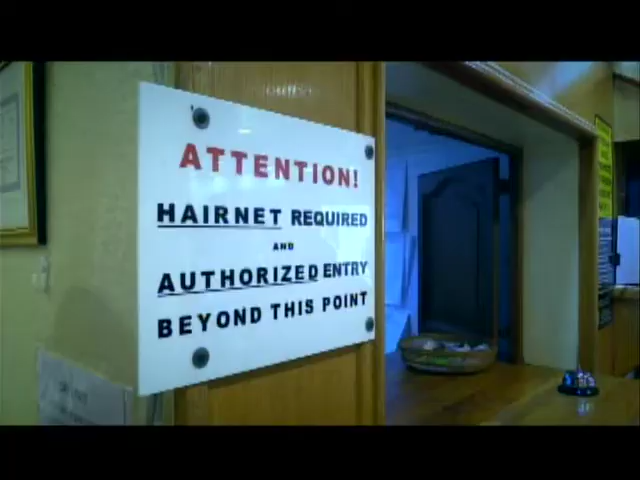 ATTENTION!
HAIRNET REQUIRED
AND
AUTHORIZED ENTRY
BEYOND THIS POINT